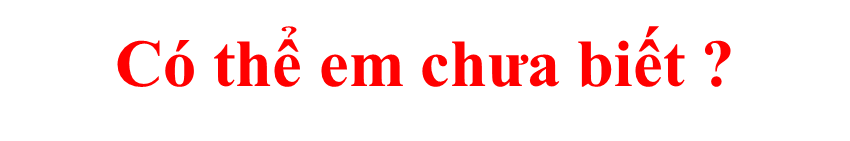 Có thể em chưa biết ?